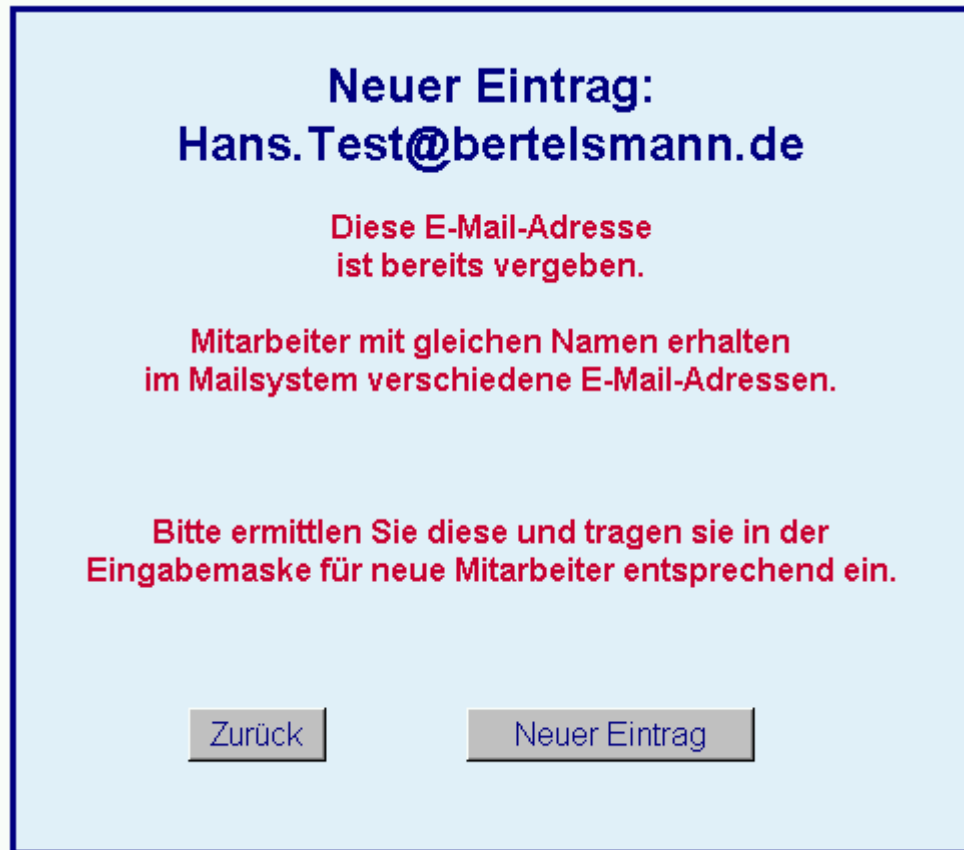 Neuer Eintrag:
Hans.Test@bertelsmann.de
Diese E-Mail-Adresse
ist bereits vergeben.
Mitarbeiter mit gleichen Namen erhalten
im Mailsystem verschiedene E-Mail-Adressen.
Bitte ermittlen Sie diese und tragen sie in der
Eingabemaske für neue Mitarbeiter entsprechend ein.
Zurück
Neuer Eintrag